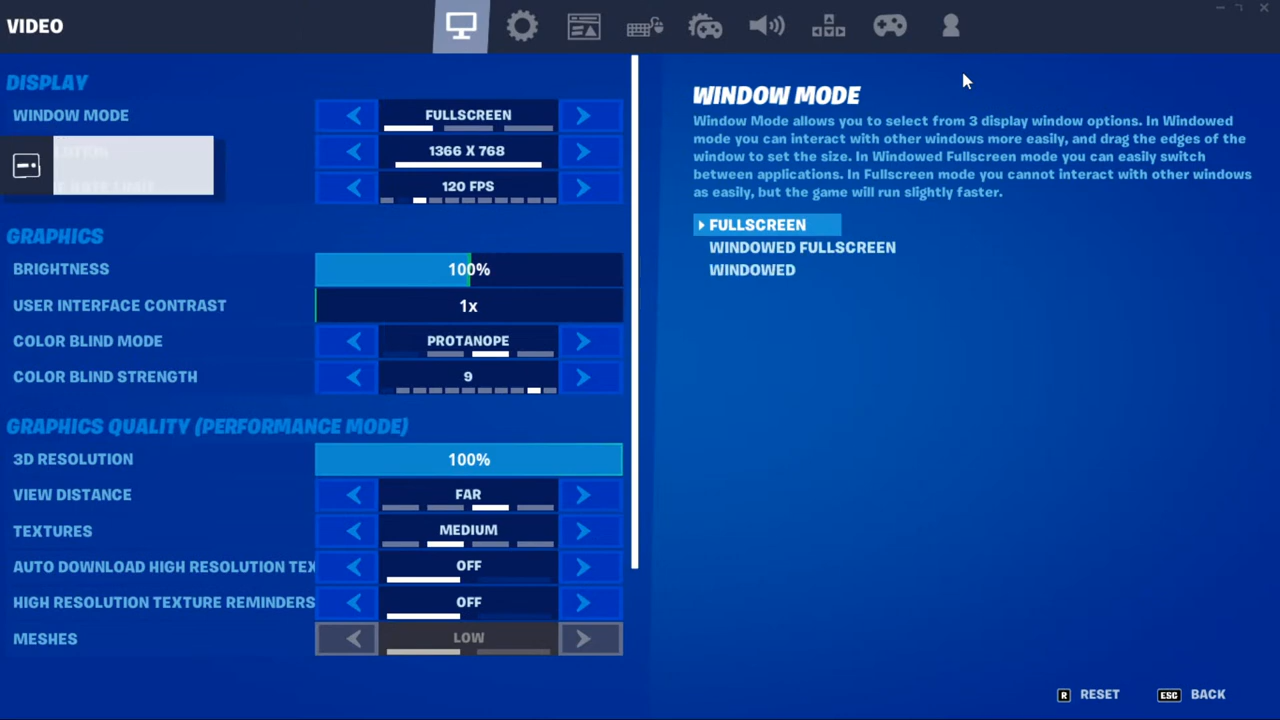 VIDEO
DISPLAY
WINDOW MODE
FULLSCREEN
1366 X 768
120 FPS
GRAPHICS
BRIGHTNESS
100%
USER INTERFACE CONTRAST
1x
COLOR BLIND MODE
PROTANOPE
COLOR BLIND STRENGTH
9
GRAPHICS QUALITY (PERFORMANCE MODE)
3D RESOLUTION
100%
VIEW DISTANCE
FAR
TEXTURES
MEDIUM
AUTO DOWNLOAD HIGH RESOLUTION TEX
OFF
HIGH RESOLUTION TEXTURE REMINDERS
OFF
MESHES
LOW
WINDOW MODE
Window Mode allows you to select from 3 display window options. In Windowed
mode you can interact with other windows more easily, and drag the edges of the
window to set the size. In Windowed Fullscreen mode you can easily switch
between applications. In Fullscreen mode you cannot interact with other windows
as easily, but the game will run slightly faster.
FULLSCREEN
WINDOWED FULLSCREEN
WINDOWED
R RESET
ESC BACK